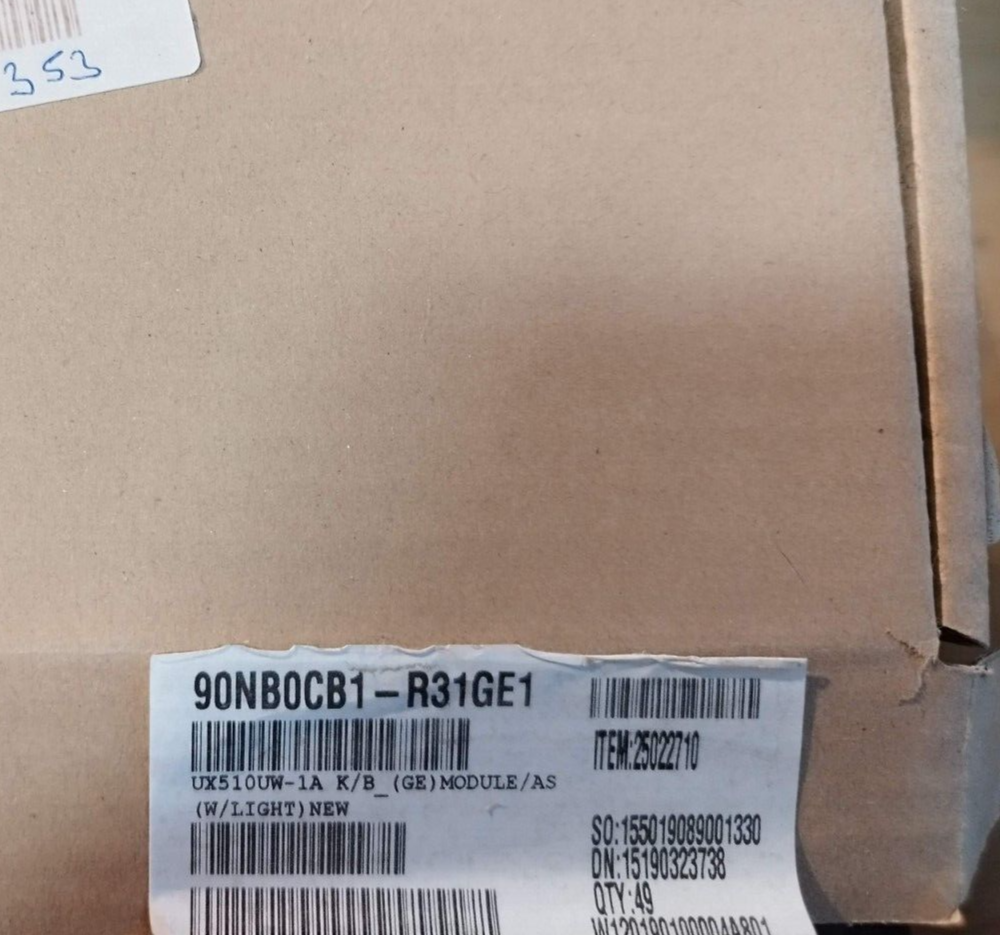 353
90NB0CB1-R31GE1
ITEM:25022710
UX510UW-1A K/B_(GE)MODULE/AS
(W/LIGHT)NEW
SO:155019089001330
DN:15190323738
QTY:49